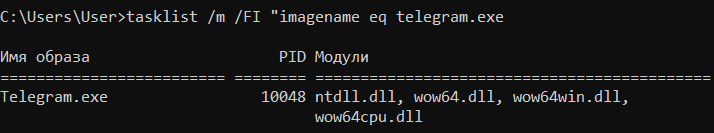 C:\Users\User>tasklist /m /FI "imagename eq telegram.exe
Имя образа                     PID Модули
========================= ======== ============================================
Telegram.exe                 10048 ntdll.dll, wow64.dll, wow64win.dll,
                                   wow64cpu.dll